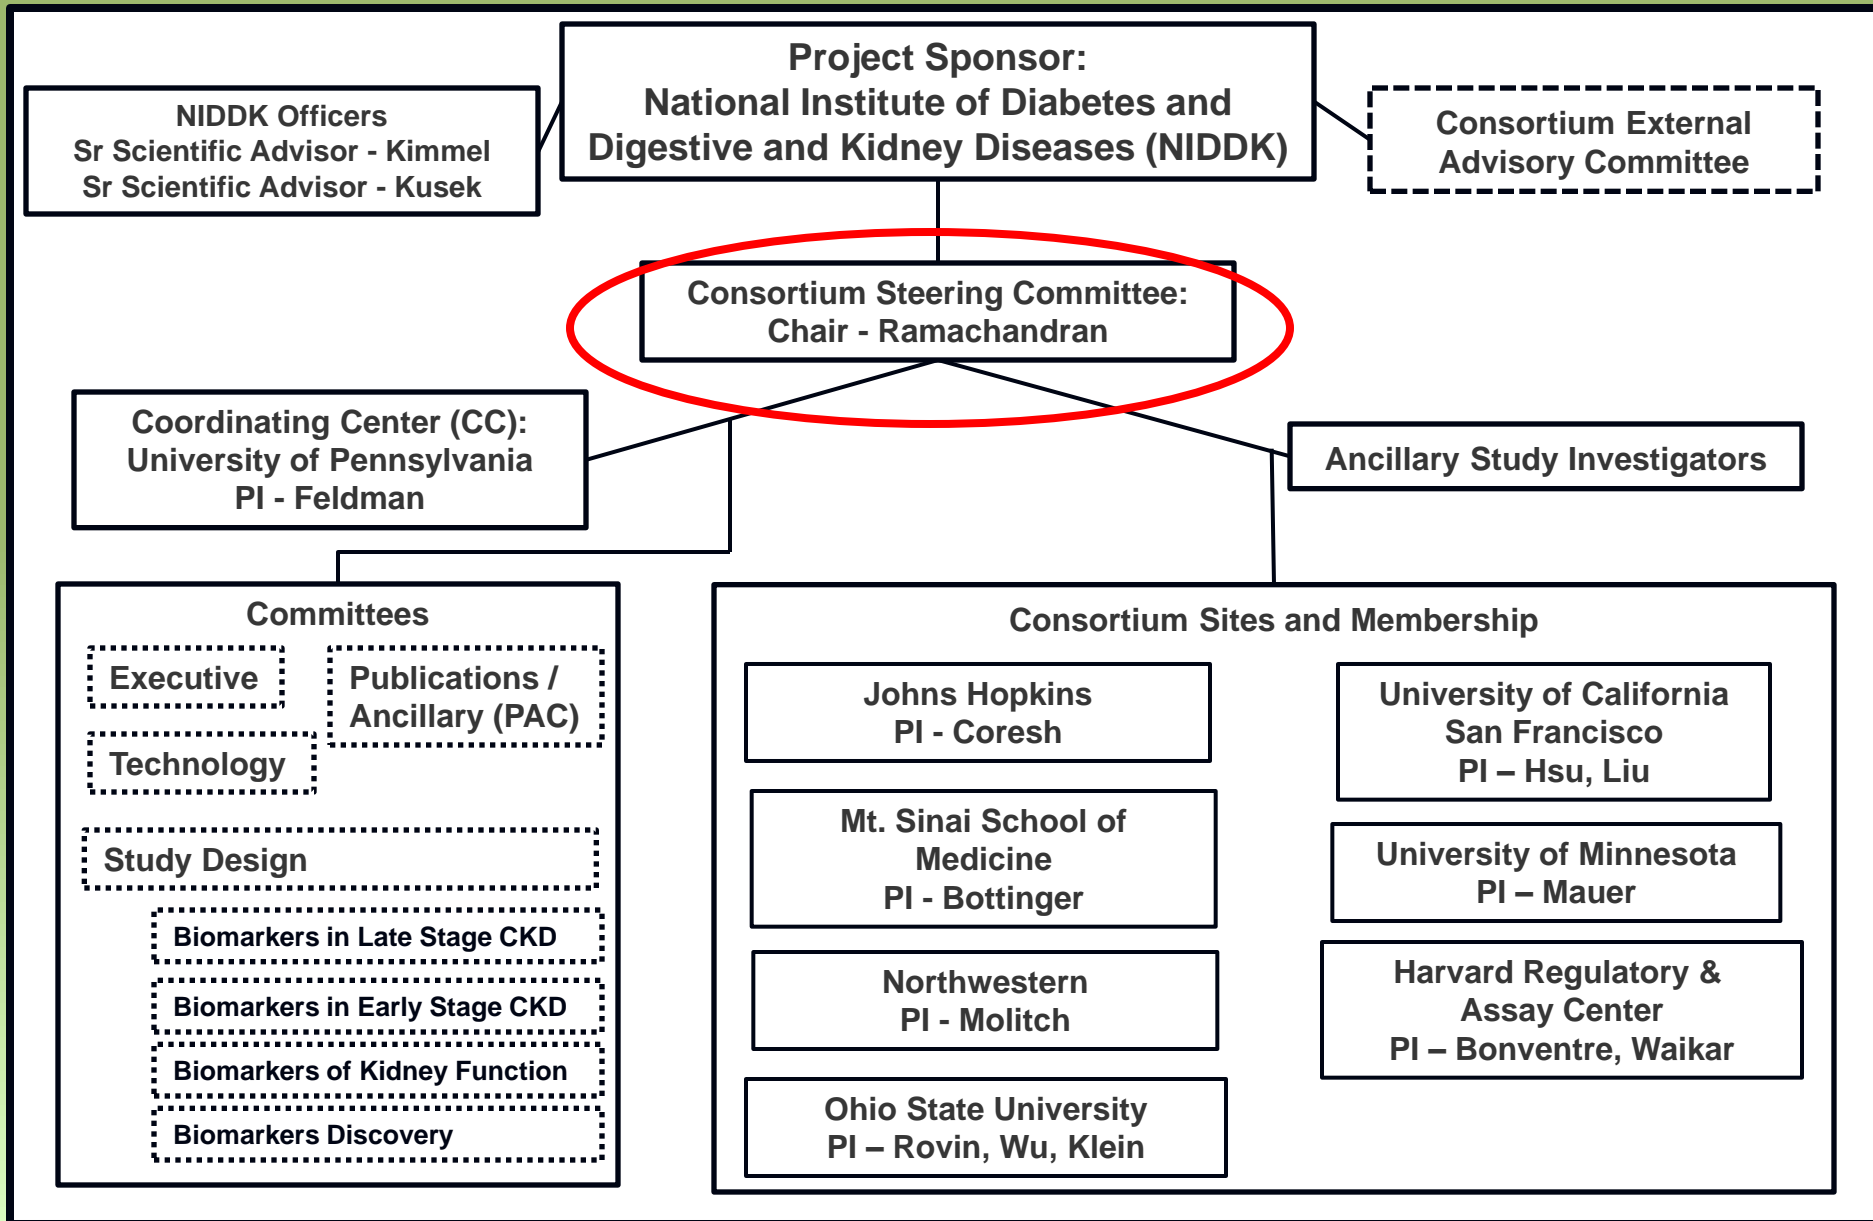 Project Sponsor:
National Institute of Diabetes and
Digestive and Kidney Diseases (NIDDK)
NIDDK Officers
Sr Scientific Advisor - Kimmel
Sr Scientific Advisor - Kusek
Consortium External
Advisory Committee
Consortium Steering Committee:
Chair - Ramachandran
Coordinating Center (CC):
University of Pennsylvania
PI - Feldman
Ancillary Study Investigators
Committees
Executive
Publications /
Ancillary (PAC)
Technology
Study Design
Biomarkers in Late Stage CKD
Biomarkers in Early Stage CKD
Biomarkers of Kidney Function
Biomarkers Discovery
Consortium Sites and Membership
Johns Hopkins
PI - Coresh
Mt. Sinai School of
Medicine
PI - Bottinger
Northwestern
PI - Molitch
Ohio State University
PI – Rovin, Wu, Klein
University of California
San Francisco
PI – Hsu, Liu
University of Minnesota
PI – Mauer
Harvard Regulatory &
Assay Center
PI – Bonventre, Waikar